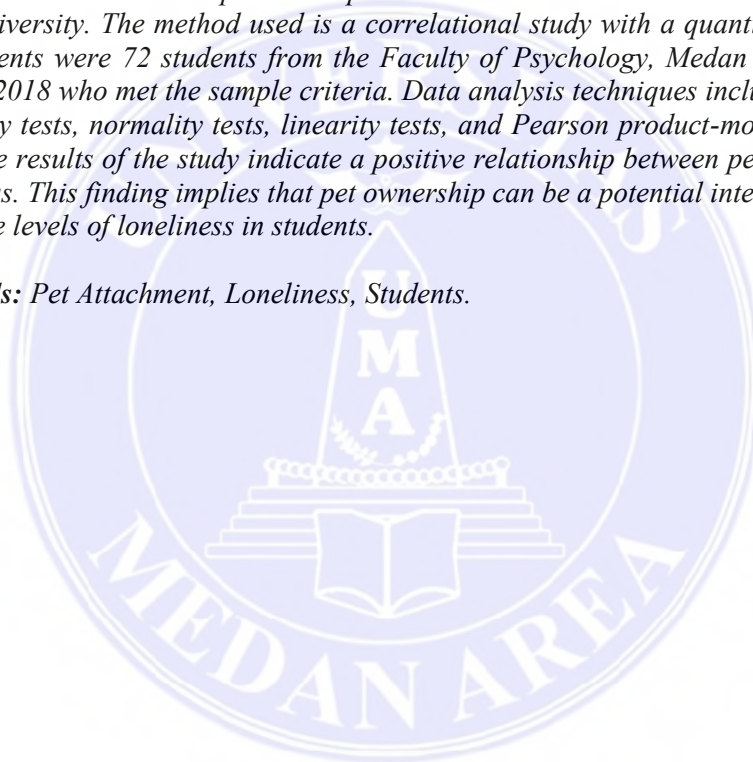 iversity. The method used is a correlational study with a quanti
ents were 72 students from the Faculty of Psychology, Medan
2018 who met the sample criteria. Data analysis techniques incl
y tests, normality tests, linearity tests, and Pearson product-mo
e results of the study indicate a positive relationship between pe
s. This finding implies that pet ownership can be a potential inte
e levels of loneliness in students.
s: Pet Attachment, Loneliness, Students.
UNIVERSITAS
UMA
MEDAN AREA